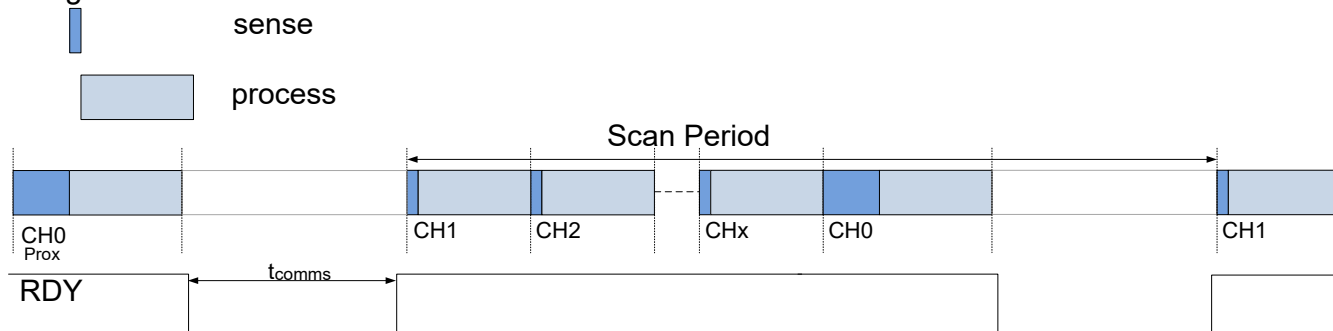 sense
process
Scan Period
CH0
Prox
CH1
CH2
CHx
CH0
CH1
tcomms
RDY